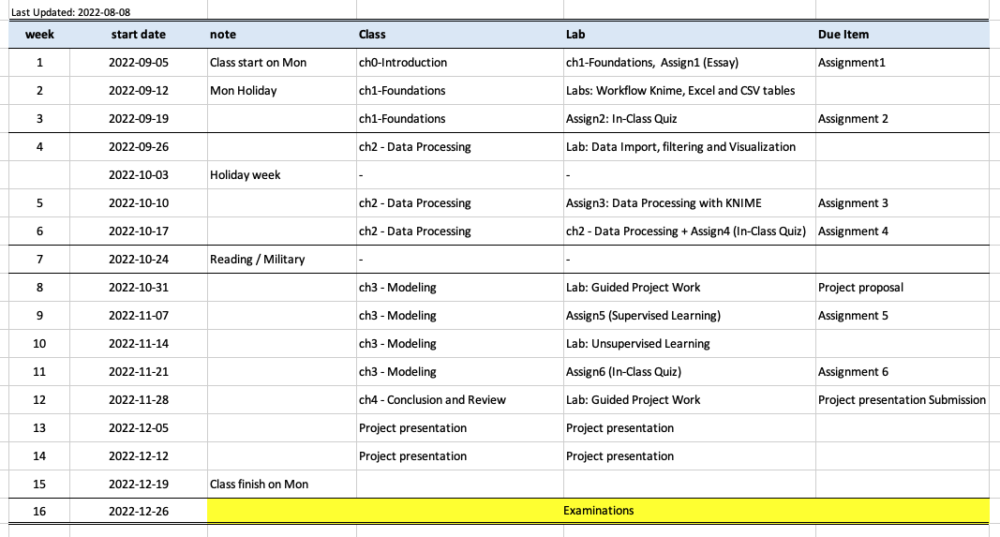 Last Updated: 2022-08-08
week start date note Class Lab Due Item
1 2022-09-05 Class start on Mon ch0-Introduction ch1-Foundations, Assign1 (Essay) Assignment1
2 2022-09-12 Mon Holiday ch1-Foundations Labs: Workflow Knime, Excel and CSV tables
3 2022-09-19 ch1-Foundations Assign2: In-Class Quiz Assignment 2
4 2022-09-26 ch2 - Data Processing Lab: Data Import, filtering and Visualization
2022-10-03 Holiday week - -
5 2022-10-10 ch2 - Data Processing Assign3: Data Processing with KNIME Assignment 3
6 2022-10-17 ch2 - Data Processing ch2 - Data Processing + Assign4 (In-Class Quiz) Assignment 4
7 2022-10-24 Reading / Military - -
8 2022-10-31 ch3 - Modeling Lab: Guided Project Work Project proposal
9 2022-11-07 ch3 - Modeling Assign5 (Supervised Learning) Assignment 5
10 2022-11-14 ch3 - Modeling Lab: Unsupervised Learning
11 2022-11-21 ch3 - Modeling Assign6 (In-Class Quiz) Assignment 6
12 2022-11-28 ch4 - Conclusion and Review Lab: Guided Project Work Project presentation Submission
13 2022-12-05 Project presentation Project presentation
14 2022-12-12 Project presentation Project presentation
15 2022-12-19 Class finish on Mon
16 2022-12-26 Examinations